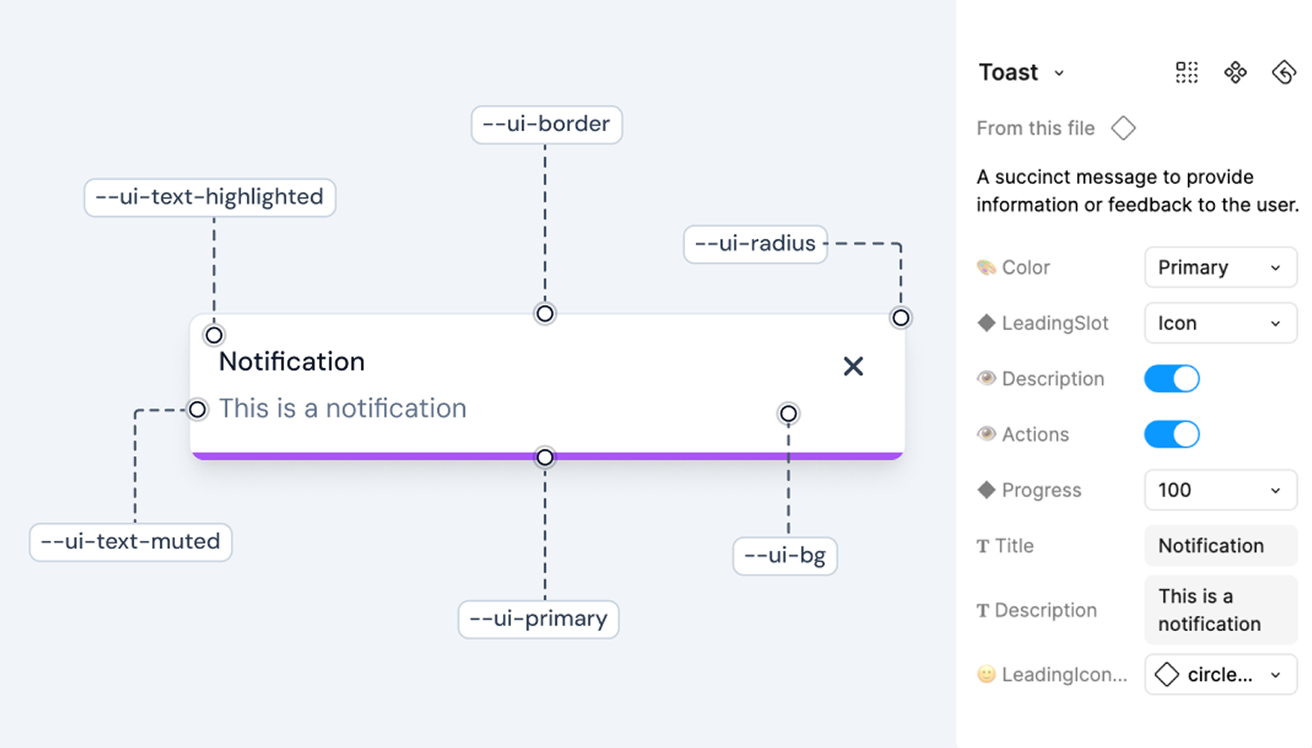 --ui-border
--ui-text-highlighted
--ui-radius
Notification
This is a notification
--ui-text-muted
--ui-bg
--ui-primary
Toast
From this file
A succinct message to provide
information or feedback to the user.
Color
Primary
LeadingSlot
Icon
Description
Actions
Progress
100
T Title
Notification
T Description
This is a
notification
LeadingIcon...
circle...